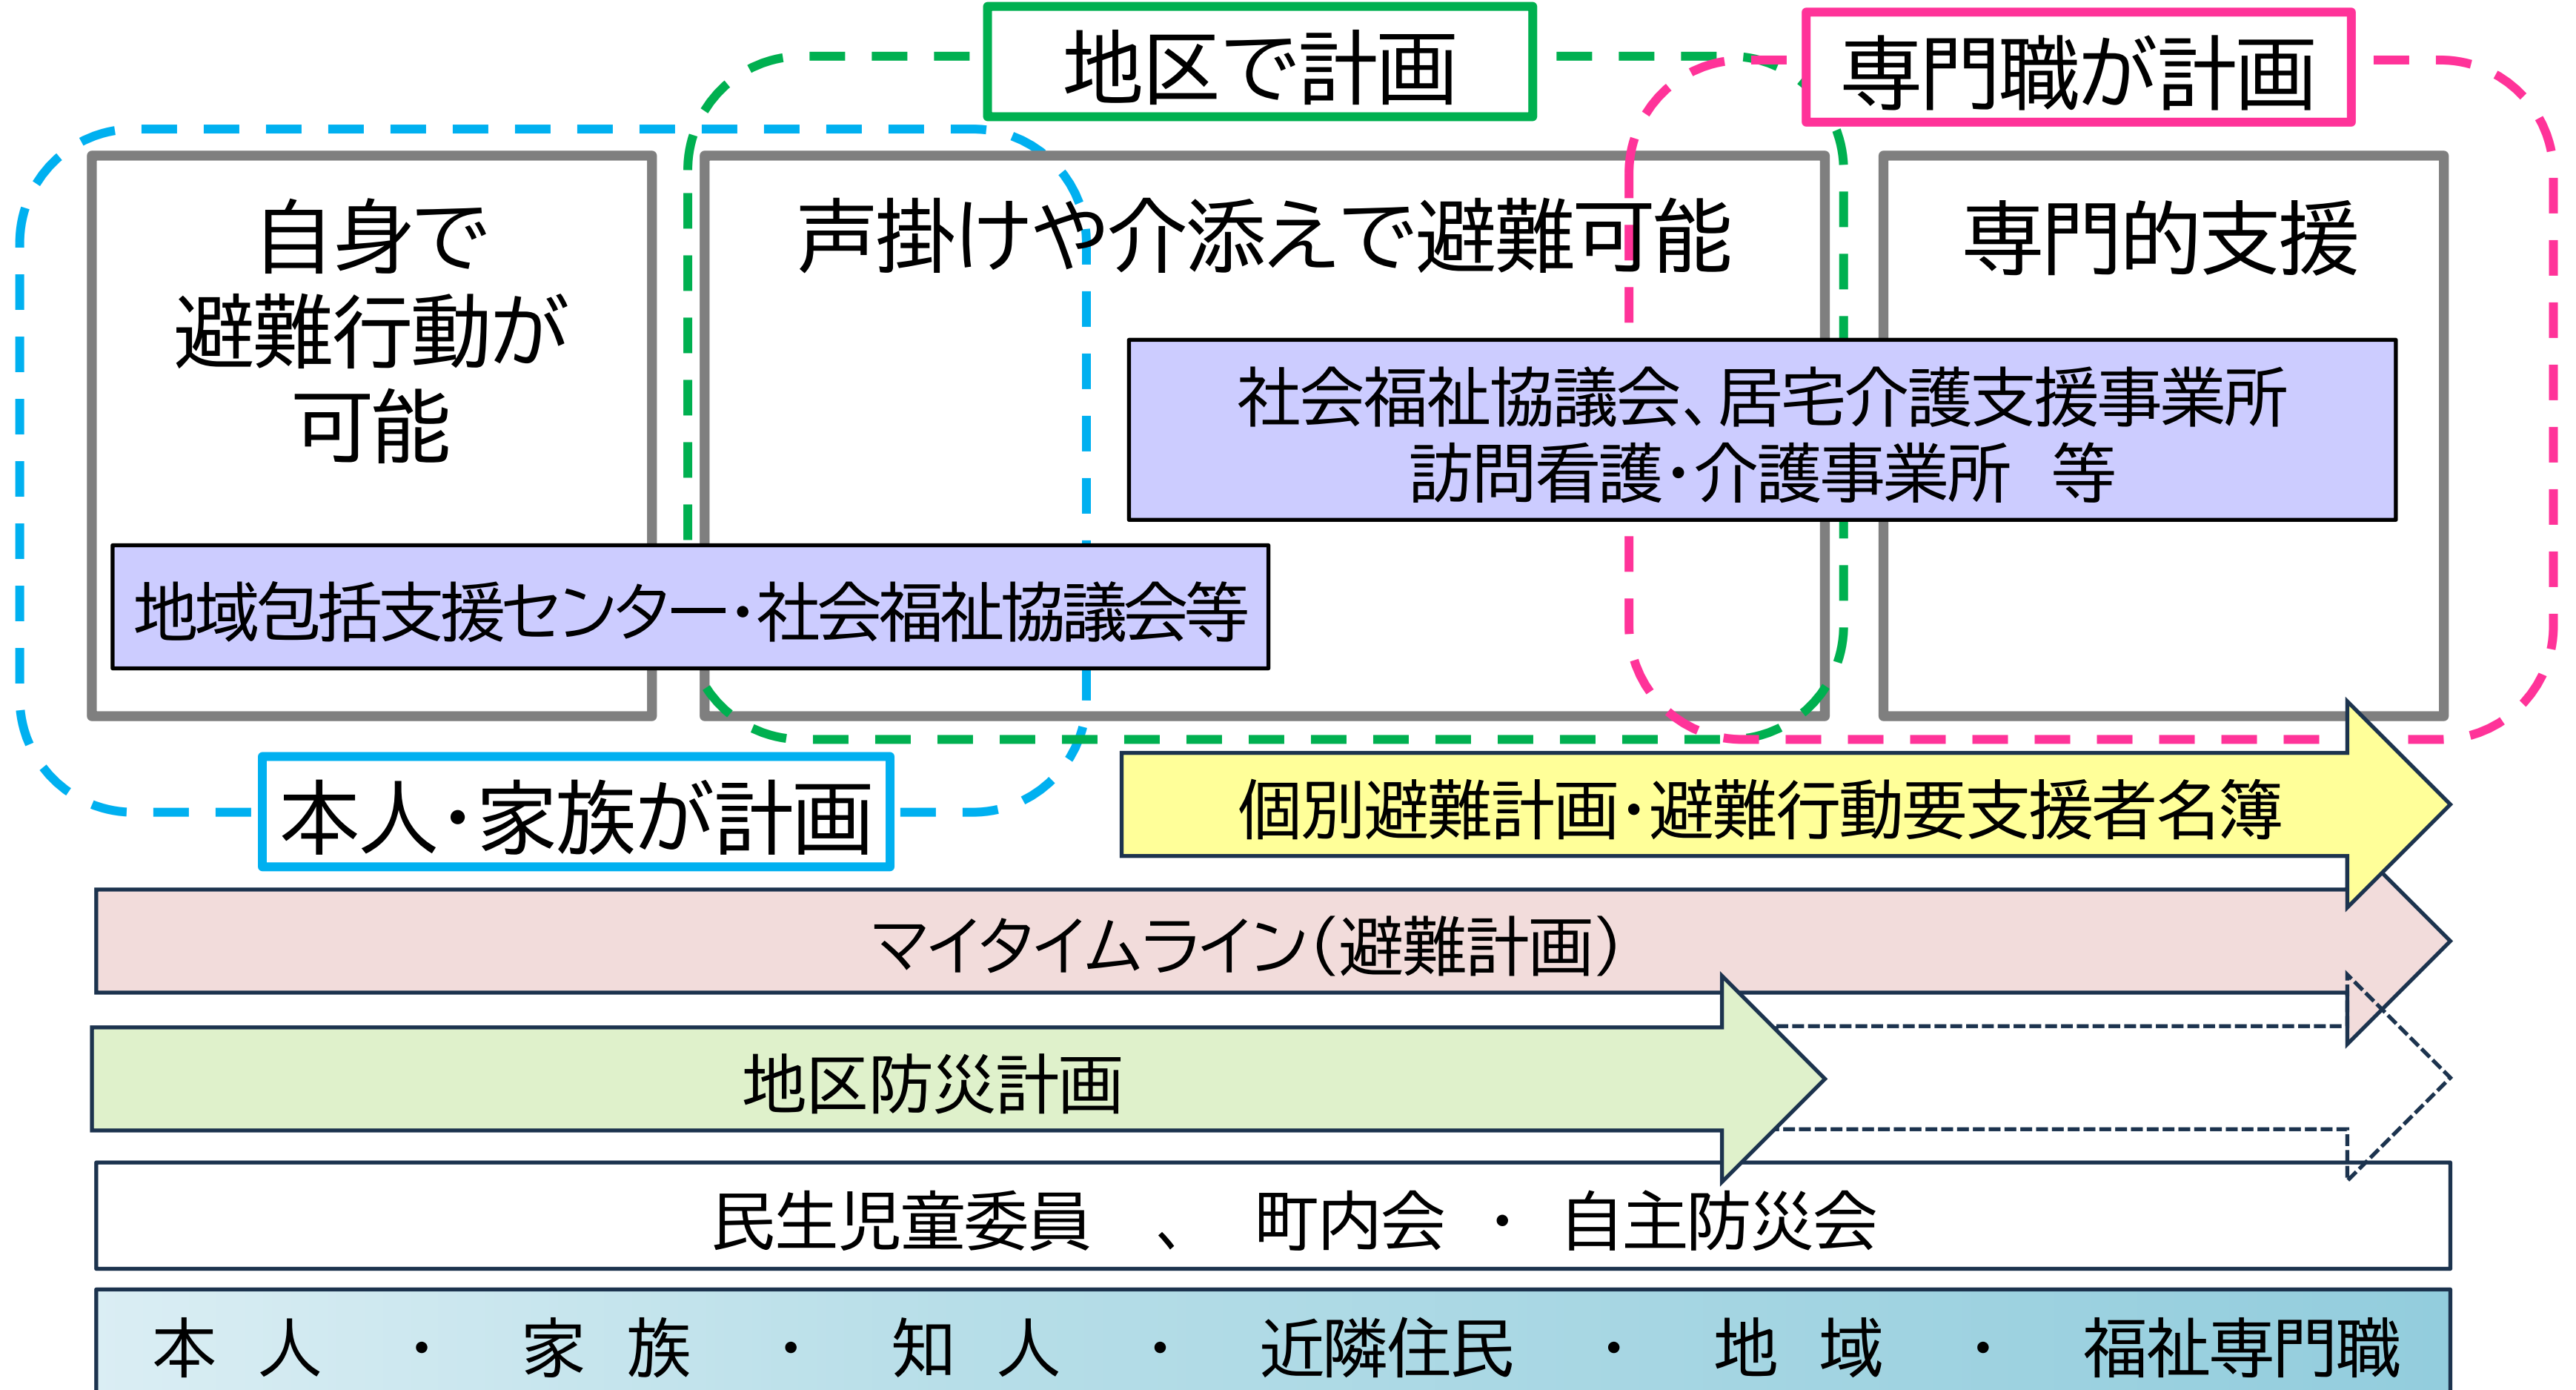 地区で計画
専門職が計画
自身で
避難行動が
可能
声掛けや介添えで避難可能
専門的支援
社会福祉協議会、居宅介護支援事業所
訪問看護・介護事業所 等
地域包括支援センター・社会福祉協議会等
本人・家族が計画
個別避難計画・避難行動要支援者名簿
マイタイムライン（避難計画）
地区防災計画
民生児童委員 、 町内会 ・ 自主防災会
本 人 ・ 家 族 ・ 知 人 ・ 近隣住民 ・ 地 域 ・ 福祉専門職